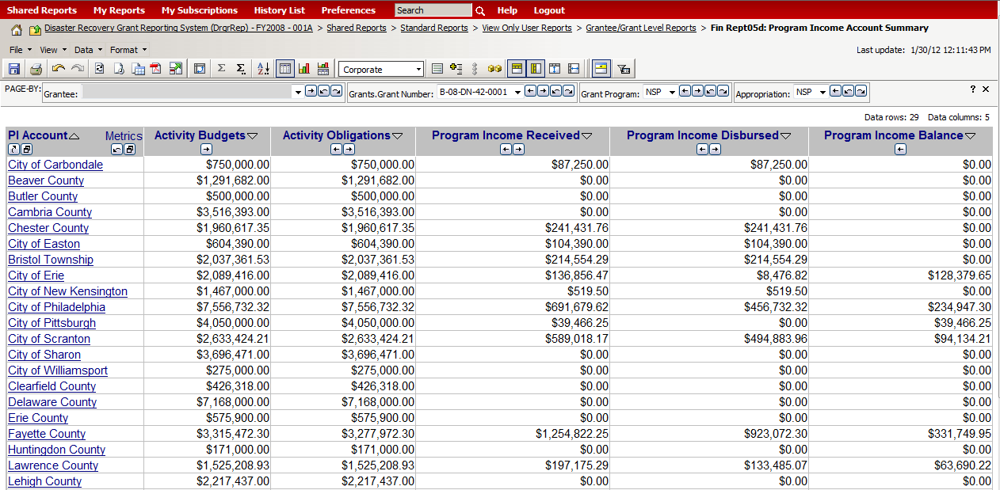 Shared Reports My Reports My Subscriptions History List Preferences Search Help Logout
Disaster Recovery Grant Reporting System (DrgrRep) - FY2008 - 001A > Shared Reports > Standard Reports > View Only User Reports > Grantee/Grant Level Reports > Fin Rept05d: Program Income Account Summary
File View Data Format Last update: 1/30/12 12:11:43 PM
Corporate
PAGE-BY: Grantee: Grants.Grant Number: B-08-DN-42-0001 Grant Program: NSP Appropriation: NSP ? ×
Data rows: 29 Data columns: 5
PI Account Metrics Activity Budgets Activity Obligations Program Income Received Program Income Disbursed Program Income Balance
City of Carbondale $750,000.00 $750,000.00 $87,250.00 $87,250.00 $0.00
Beaver County $1,291,682.00 $1,291,682.00 $0.00 $0.00 $0.00
Butler County $500,000.00 $500,000.00 $0.00 $0.00 $0.00
Cambria County $3,516,393.00 $3,516,393.00 $0.00 $0.00 $0.00
Chester County $1,960,617.35 $1,960,617.35 $241,431.76 $241,431.76 $0.00
City of Easton $604,390.00 $604,390.00 $104,390.00 $104,390.00 $0.00
Bristol Township $2,037,361.53 $2,037,361.53 $214,554.29 $214,554.29 $0.00
City of Erie $2,089,416.00 $2,089,416.00 $136,856.47 $8,476.82 $128,379.65
City of New Kensington $1,467,000.00 $1,467,000.00 $519.50 $519.50 $0.00
City of Philadelphia $7,556,732.32 $7,556,732.32 $691,679.62 $456,732.32 $234,947.30
City of Pittsburgh $4,050,000.00 $4,050,000.00 $39,466.25 $0.00 $39,466.25
City of Scranton $2,633,424.21 $2,633,424.21 $589,018.17 $494,883.96 $94,134.21
City of Sharon $3,696,471.00 $3,696,471.00 $0.00 $0.00 $0.00
City of Williamsport $275,000.00 $275,000.00 $0.00 $0.00 $0.00
Clearfield County $426,318.00 $426,318.00 $0.00 $0.00 $0.00
Delaware County $7,168,000.00 $7,168,000.00 $0.00 $0.00 $0.00
Erie County $575,900.00 $575,900.00 $0.00 $0.00 $0.00
Fayette County $3,315,472.30 $3,277,972.30 $1,254,822.25 $923,072.30 $331,749.95
Huntingdon County $171,000.00 $171,000.00 $0.00 $0.00 $0.00
Lawrence County $1,525,208.93 $1,525,208.93 $197,175.29 $133,485.07 $63,690.22
Lehigh County $2,217,437.00 $2,217,437.00 $0.00 $0.00 $0.00